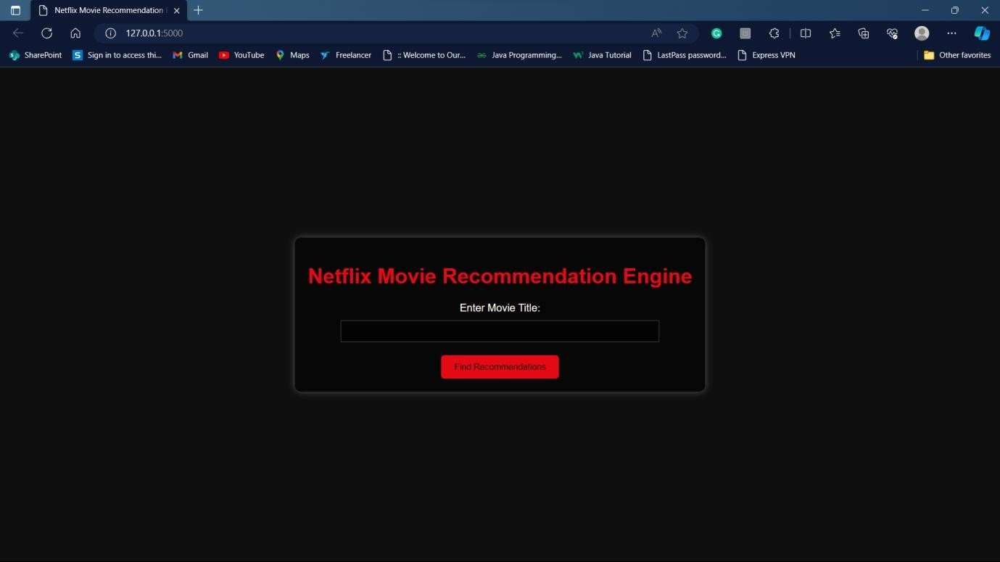 Netflix Movie Recommendation
127.0.0.1:5000
SharePoint
Sign in to access thi...
Gmail
YouTube
Maps
Freelancer
:: Welcome to Our...
Java Programming...
Java Tutorial
LastPass password...
Express VPN
Other favorites
Netflix Movie Recommendation Engine
Enter Movie Title:
Find Recommendations